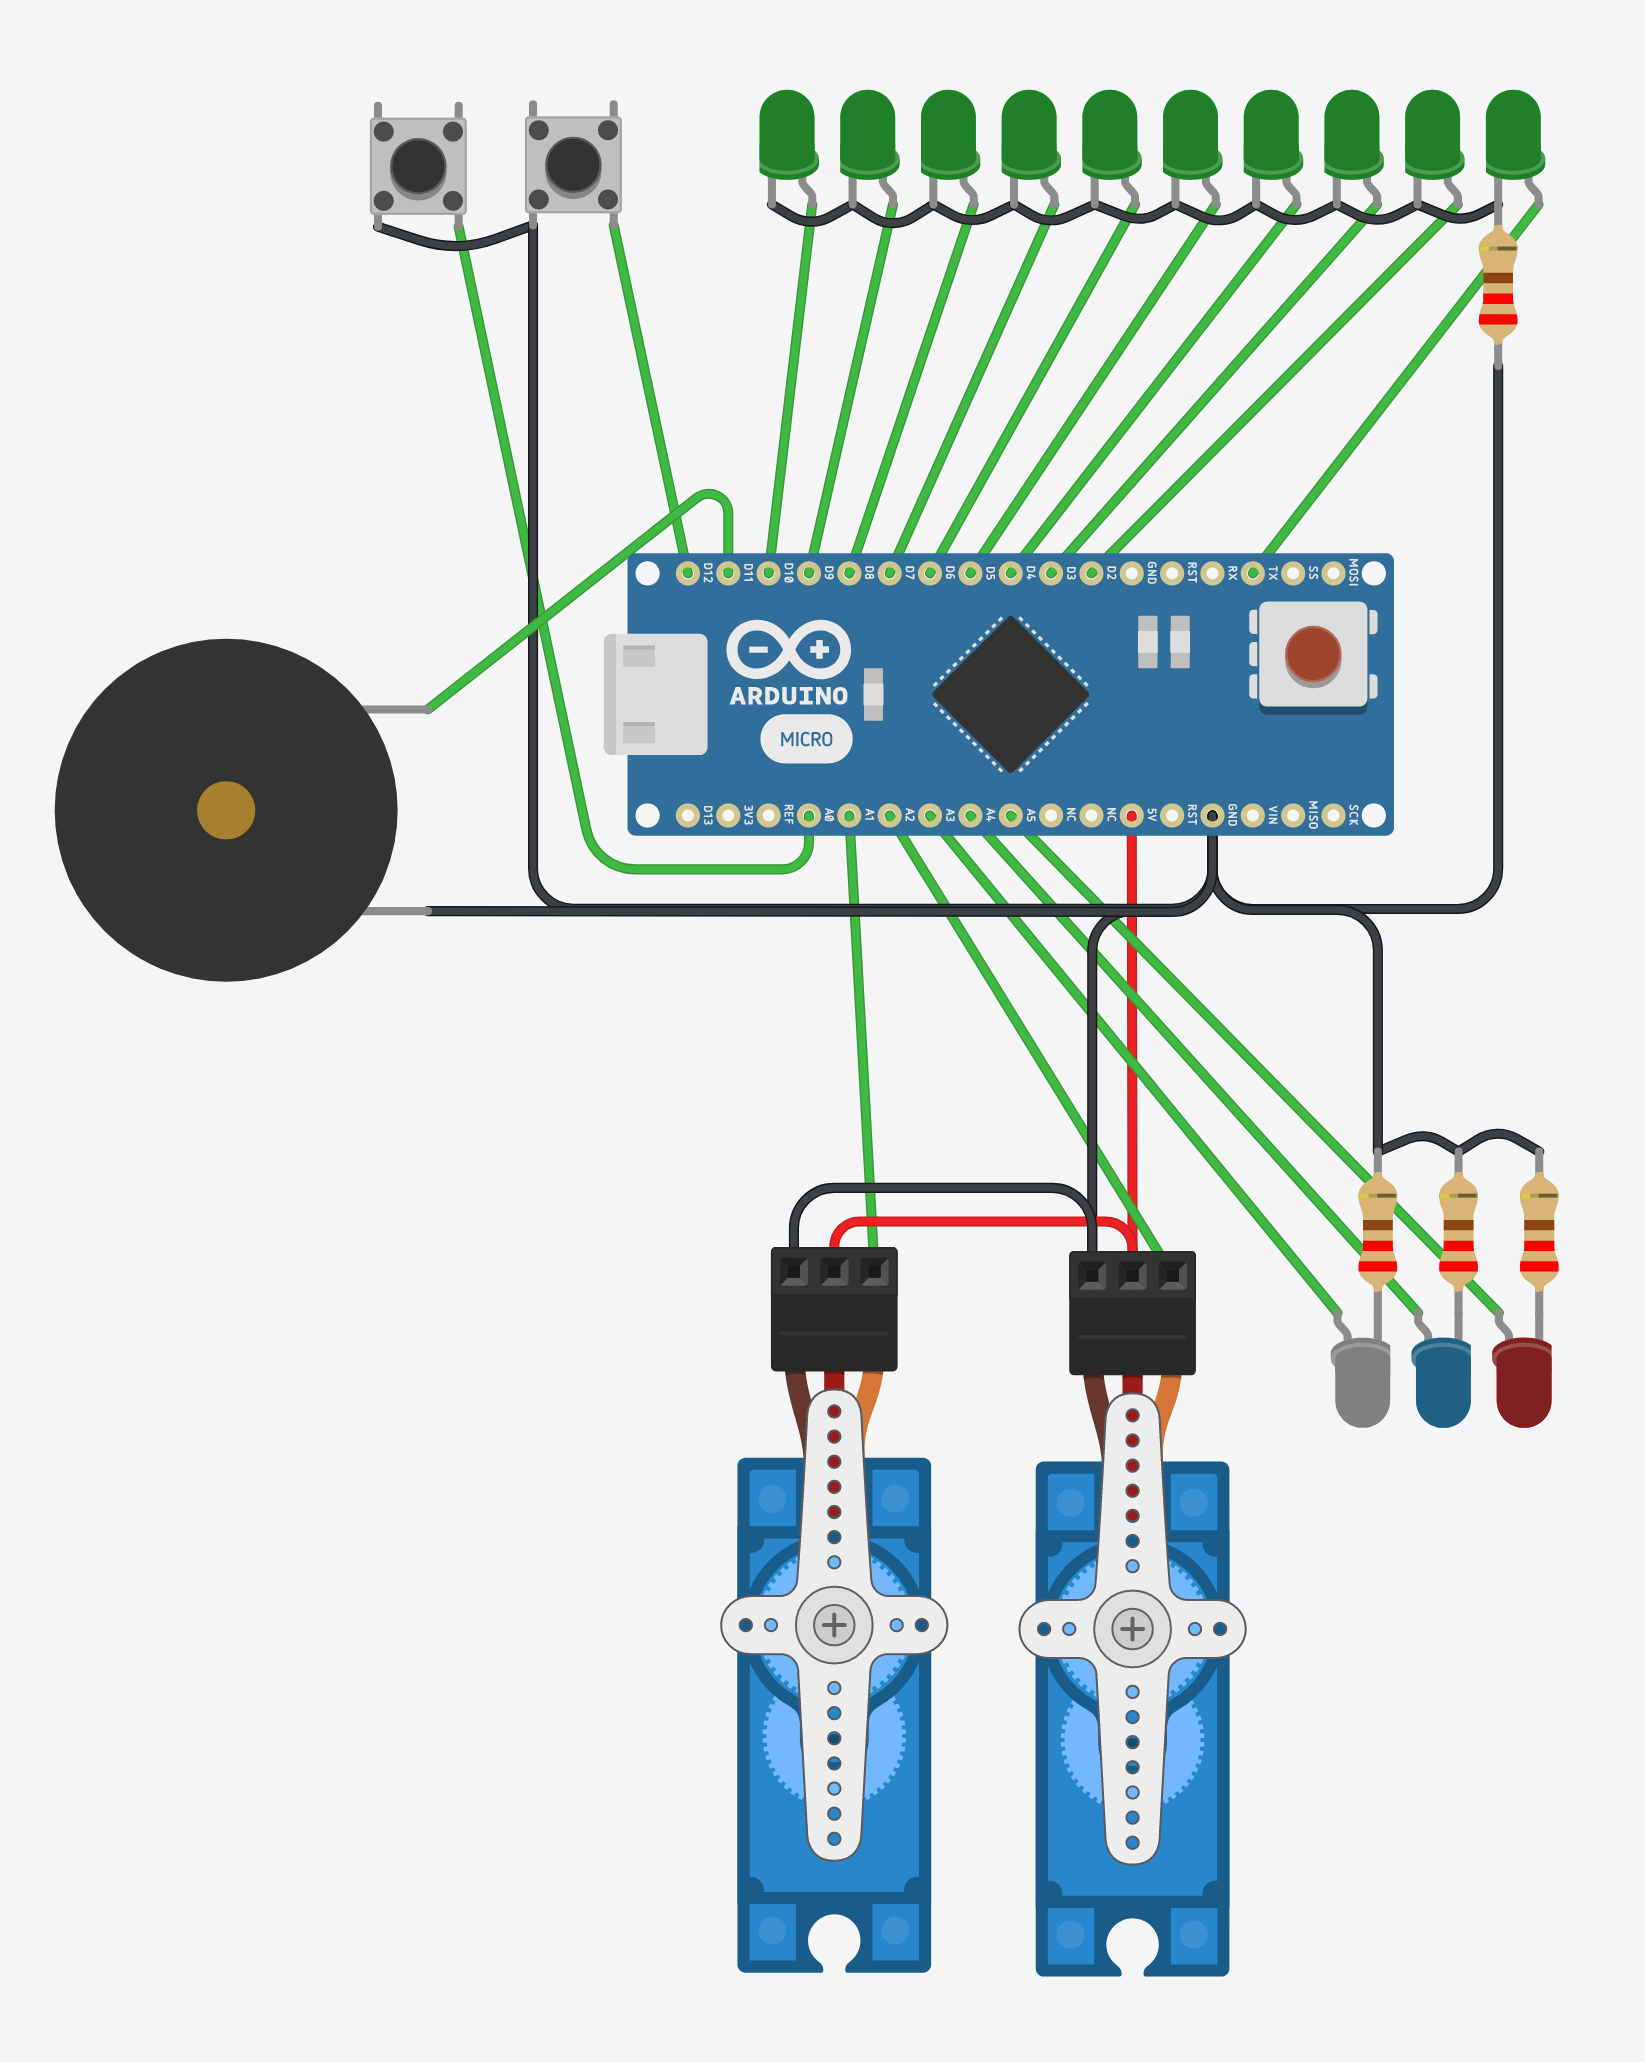 D12 D11 D10 D9 D8 D7 D6 D5 D4 D3 D2 GND RST RX TX SS MOSI
ARDUINO
MICRO
D13 3V3 REF A0 A1 A2 A3 A4 A5 NC NC 5V RST GND VIN MISO SCK